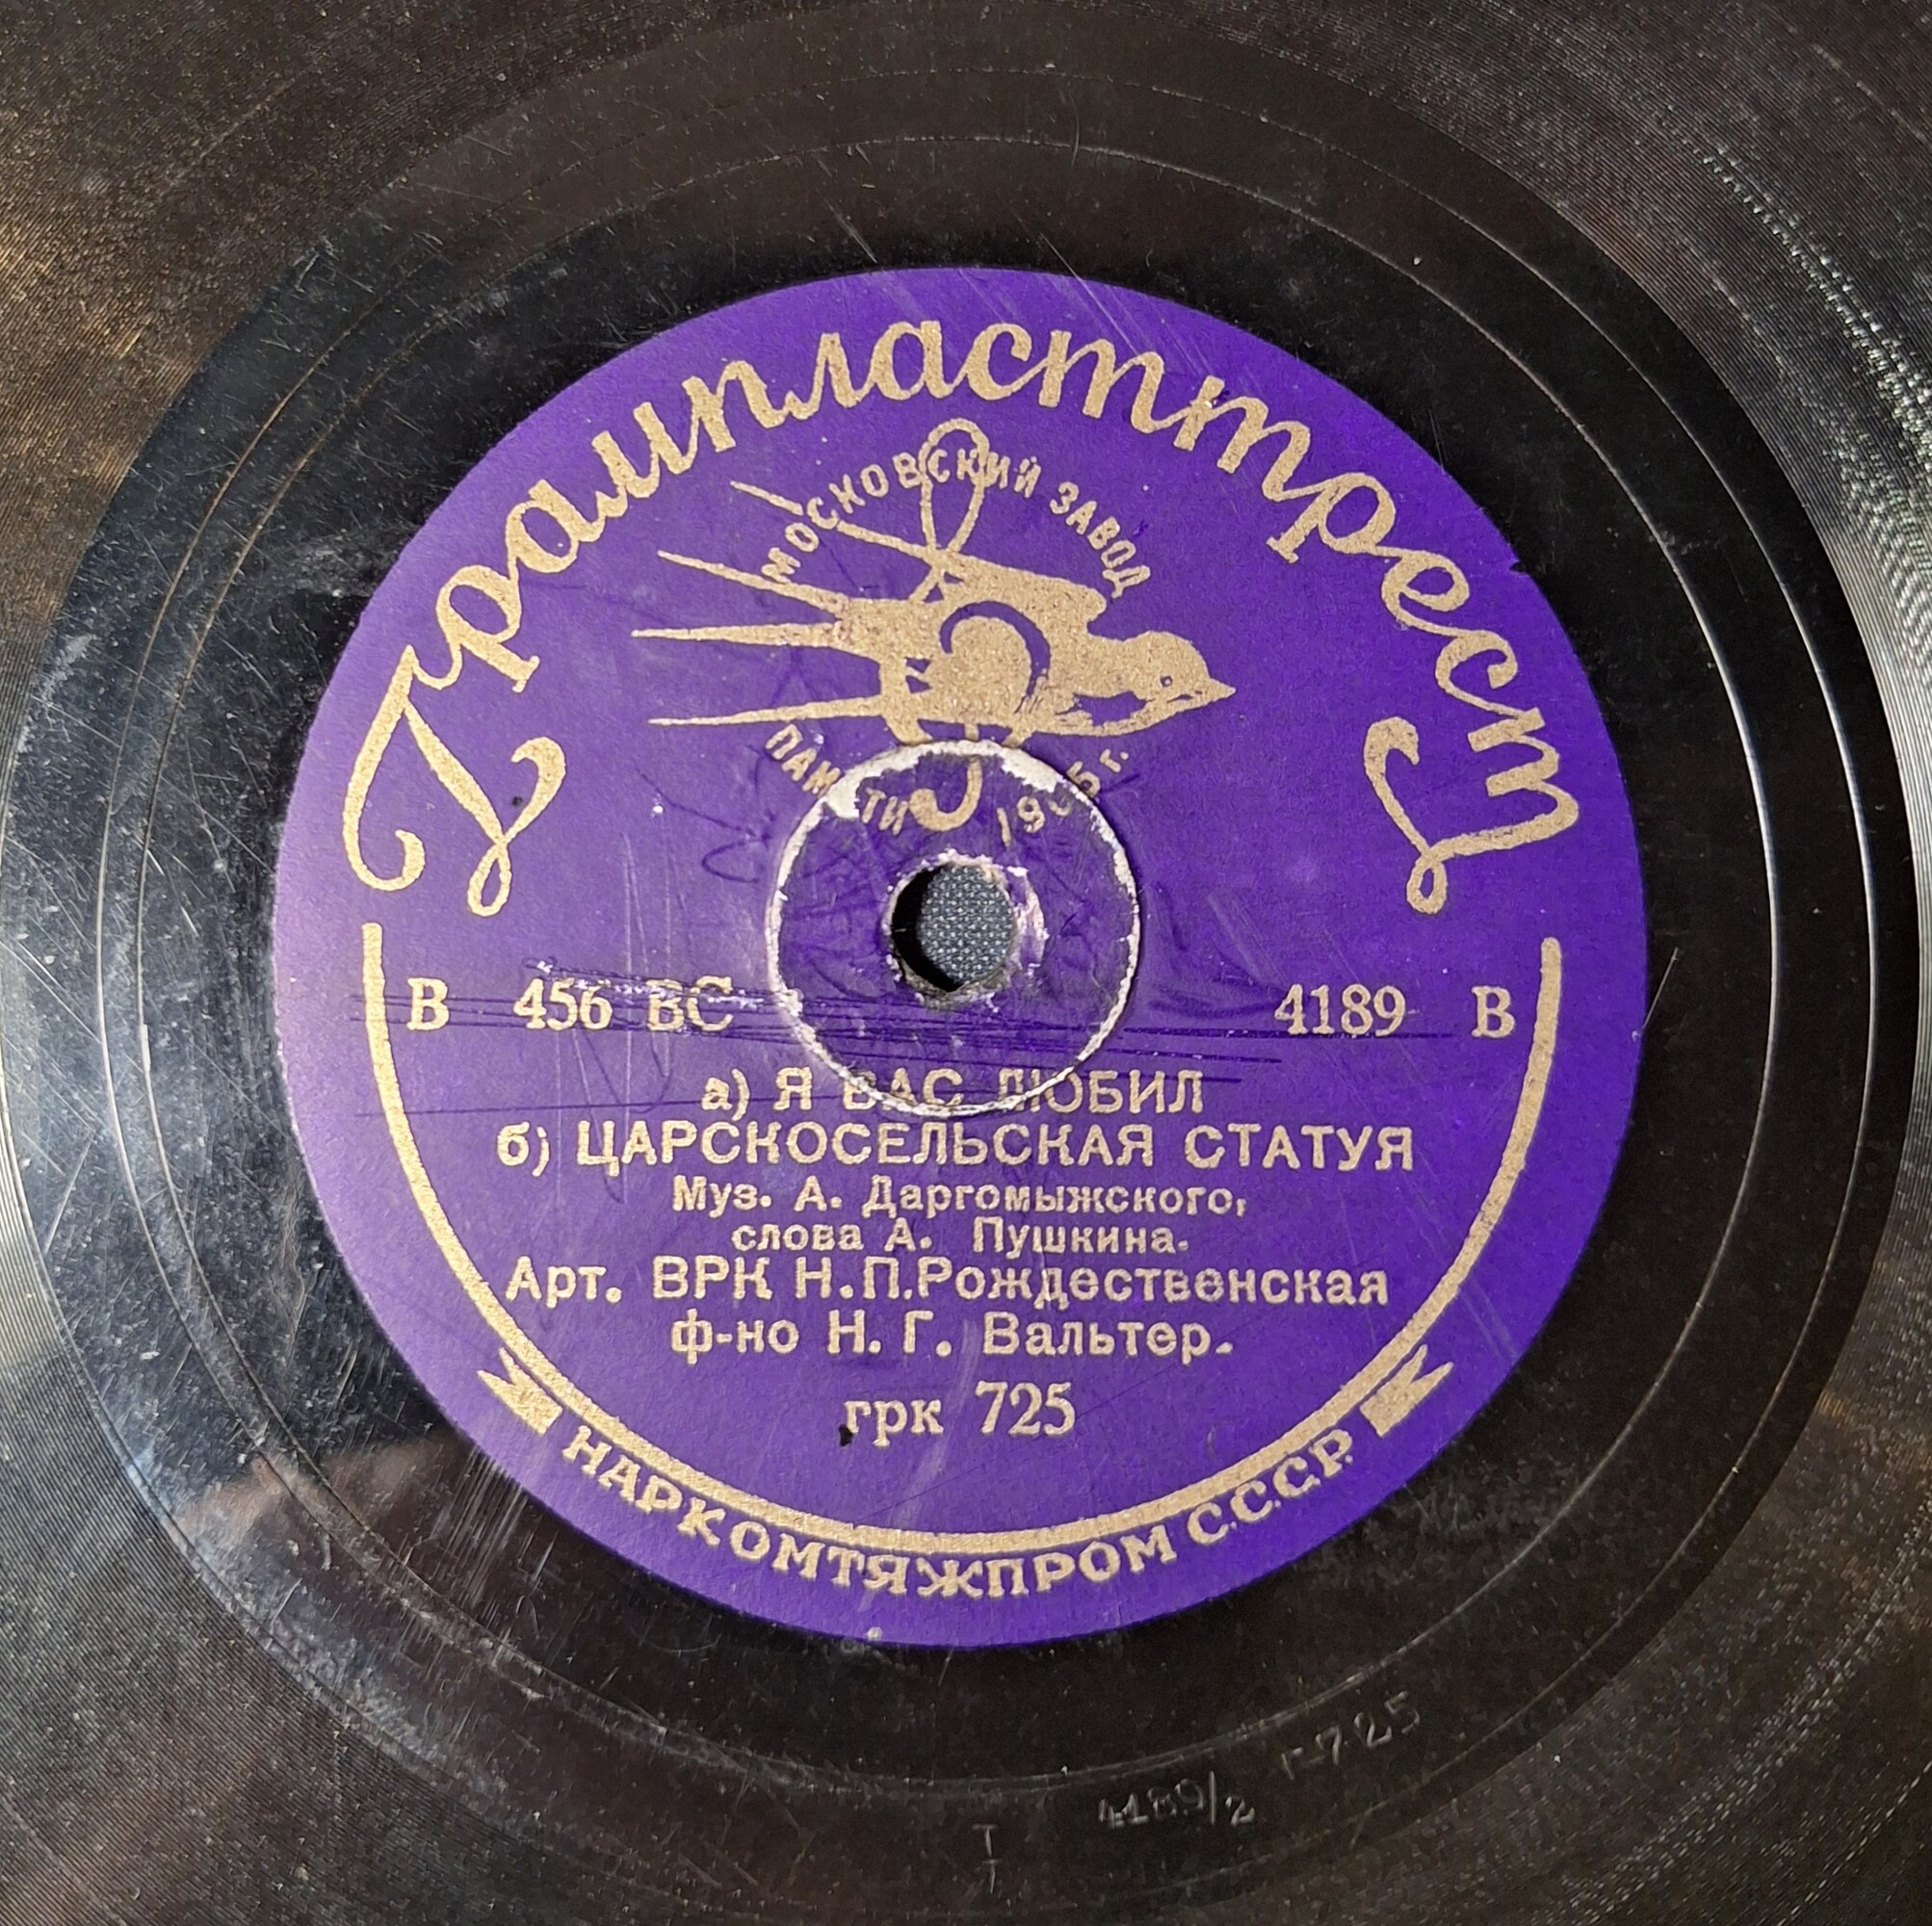 Грампласттрест
МОСКОВСКИЙ ЗАВОД
ПАМЯТИ 1905 г.
В 456 ВС 4189 В
а) Я ВАС ЛЮБИЛ
б) ЦАРСКОСЕЛЬСКАЯ СТАТУЯ
Муз. А. Даргомыжского,
слова А. Пушкина.
Арт. ВРК Н.П.Рождественская
ф-но Н. Г. Вальтер.
грк 725
НАРКОМТЯЖПРОМ С.С.С.Р.
4189/2 г-725